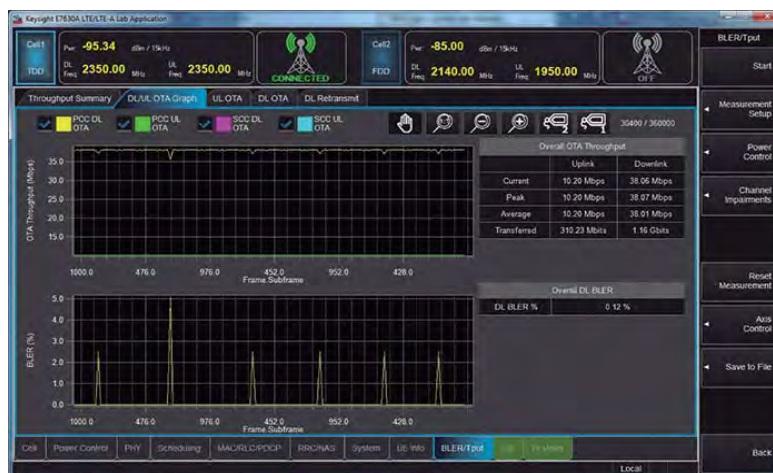 Keysight E7630A LTE/LTE-A Lab Application
Cell1 TDD
Pwr -95.34 dBm / 15kHz
DL Freq 2350.00 MHz UL Freq 2350.00 MHz
CONNECTED
Cell2 FDD
Pwr -85.00 dBm / 15kHz
DL Freq 2140.00 MHz UL Freq 1950.00 MHz
OFF
BLER/Tput
Start
Measurement Setup
Power Control
Channel Impairments
Reset Measurement
Axis Control
Save to File
Back
Throughput Summary DL/UL OTA Graph UL OTA DL OTA DL Retransmit
PCC DL OTA PCC UL OTA SCC DL OTA SCC UL OTA
30400 / 360000
OTA Throughput (Mbps)
35.0
30.0
25.0
20.0
15.0
1000.0 476.0 976.0 452.0 952.0 428.0
Frame.Subframe
Overall OTA Throughput
Uplink Downlink
Current 10.20 Mbps 38.06 Mbps
Peak 10.20 Mbps 38.07 Mbps
Average 10.20 Mbps 38.01 Mbps
Transferred 310.23 Mbits 1.16 Gbits
BLER (%)
5.0
4.0
3.0
2.0
1.0
0.0
1000.0 476.0 976.0 452.0 952.0 428.0
Frame.Subframe
Overall DL BLER
DL BLER % 0.12 %
Cell Power Control PHY Scheduling MAC/RLC/PDCP RRC/NAS System UE Info BLER/Tput
Local